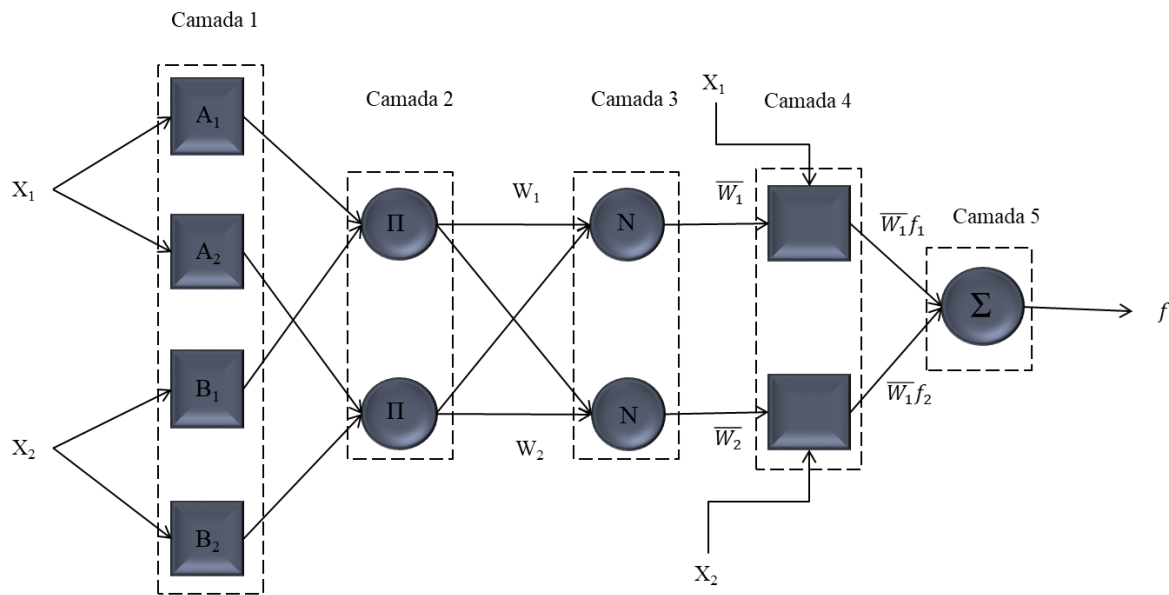 Camada 1
Camada 2
Camada 3
Camada 4
Camada 5
X₁
X₂
A₁
A₂
B₁
B₂
Π
Π
W₁
W₂
N
N
X₁
X₂
W̅₁
W̅₂
W̅₁f₁
W̅₁f₂
Σ
f